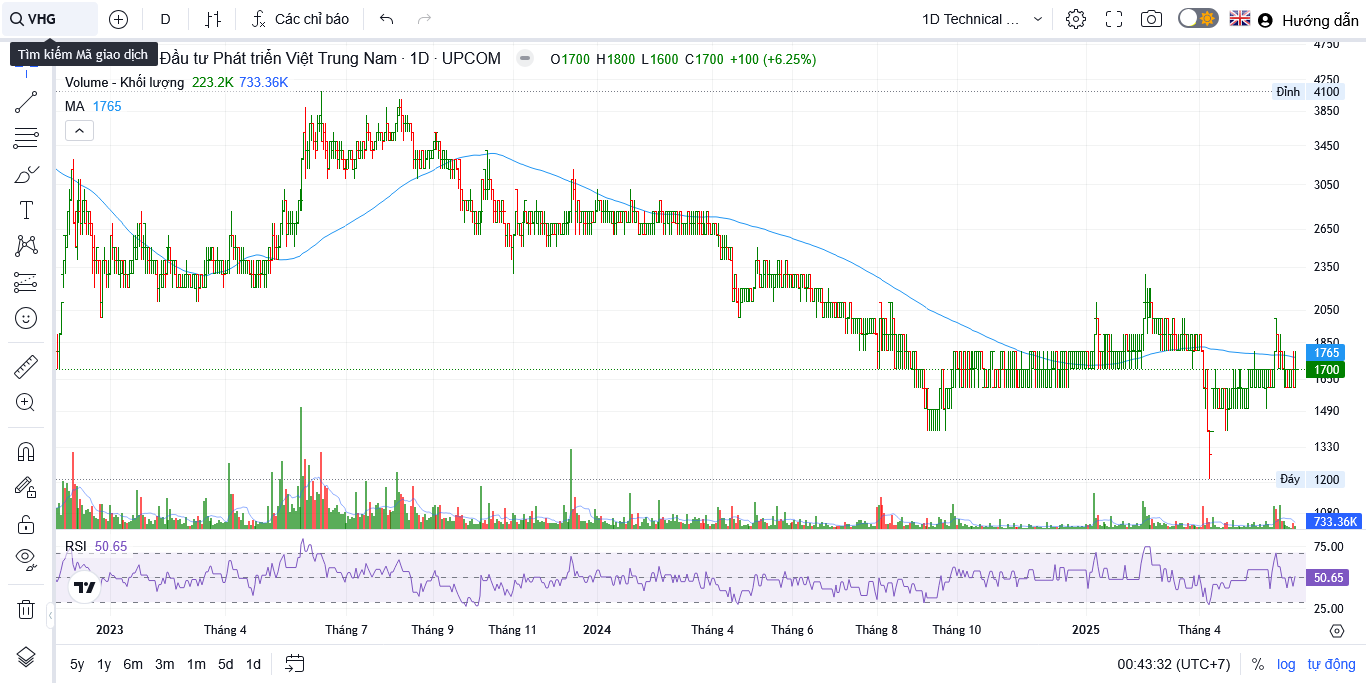 VHG D Các chỉ báo 1D Technical ... Hướng dẫn
Tìm kiếm Mã giao dịch
Đầu tư Phát triển Việt Trung Nam · 1D · UPCOM O1700 H1800 L1600 C1700 +100 (+6.25%)
Volume - Khối lượng 223.2K 733.36K
MA 1765
4750
4250
Đỉnh 4100
3850
3450
3050
2650
2350
2050
1850
1765
1700
1650
1490
1330
Đáy 1200
1080
733.36K
RSI 50.65
75.00
50.65
25.00
2023 Tháng 4 Tháng 7 Tháng 9 Tháng 11 2024 Tháng 4 Tháng 6 Tháng 8 Tháng 10 2025 Tháng 4
5y 1y 6m 3m 1m 5d 1d 00:43:32 (UTC+7) % log tự động